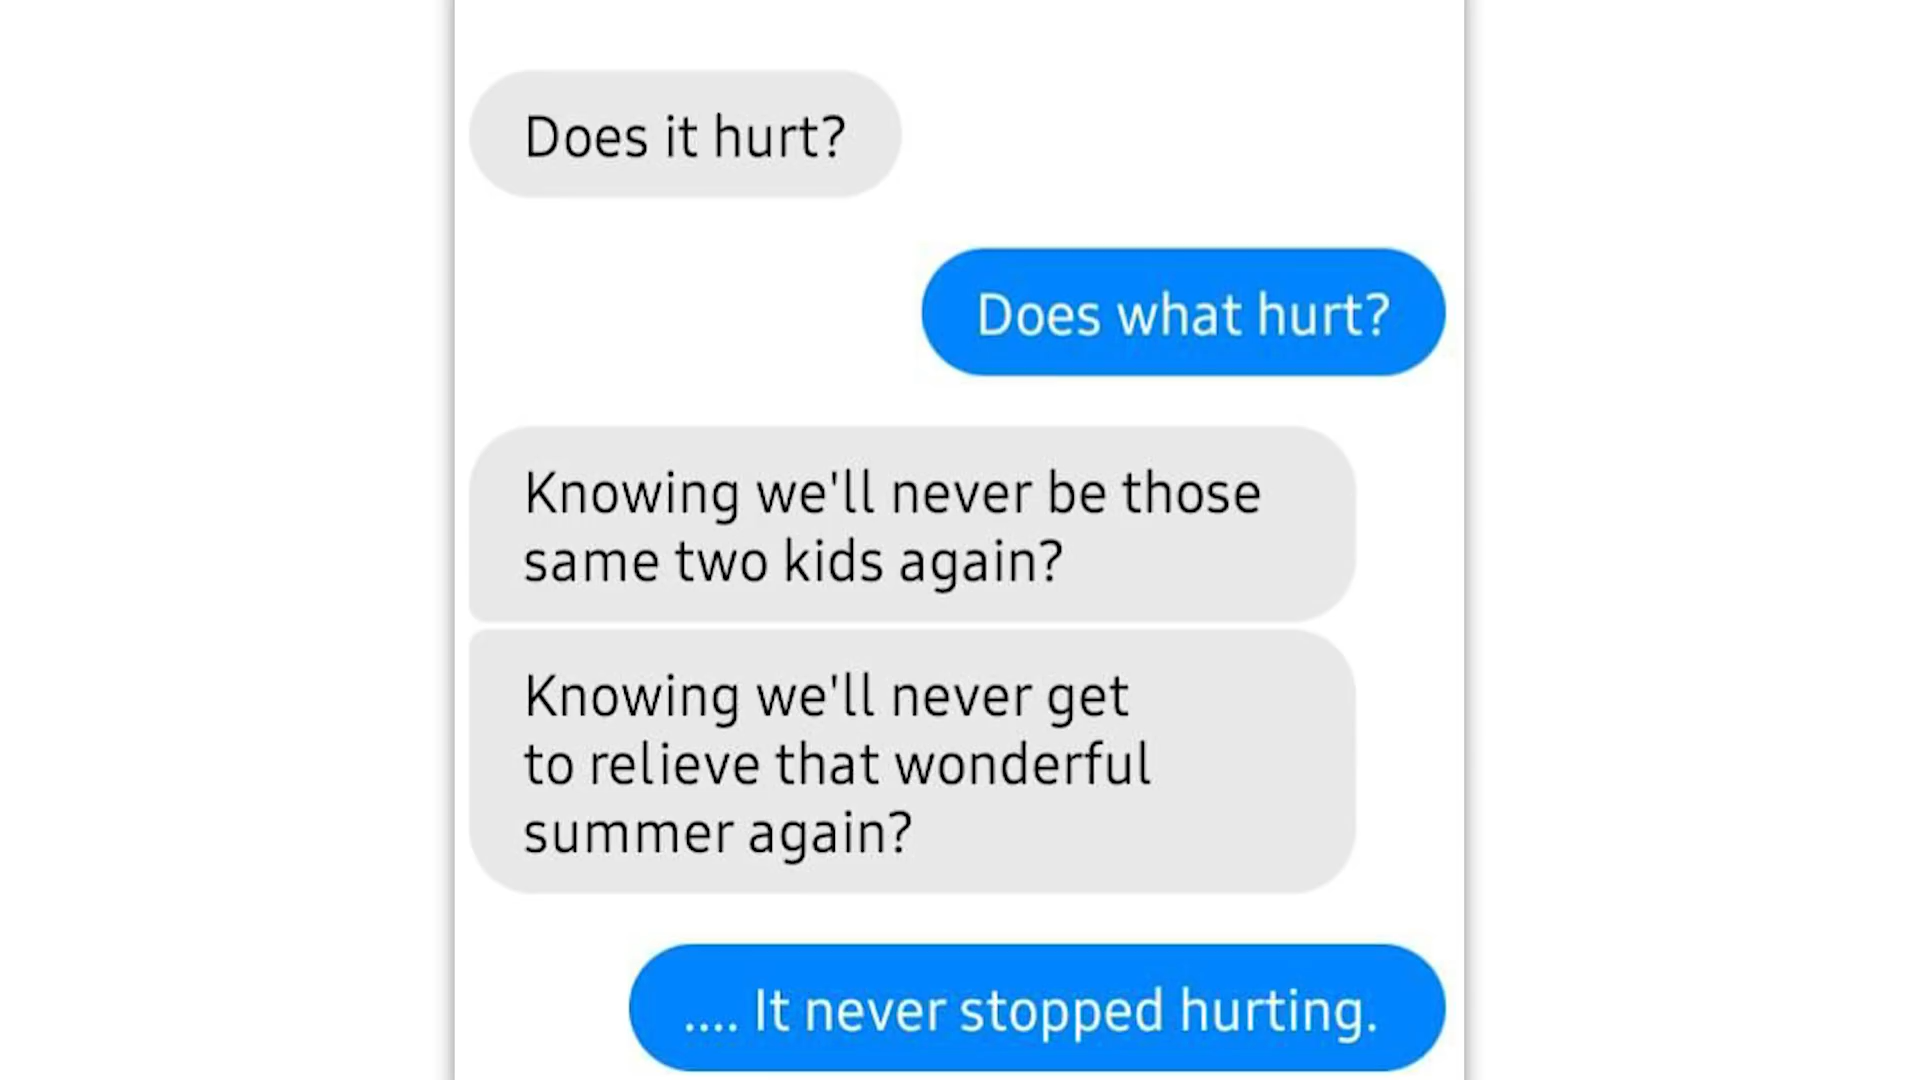 Does it hurt?
Does what hurt?
Knowing we'll never be those
same two kids again?
Knowing we'll never get
to relieve that wonderful
summer again?
.... It never stopped hurting.